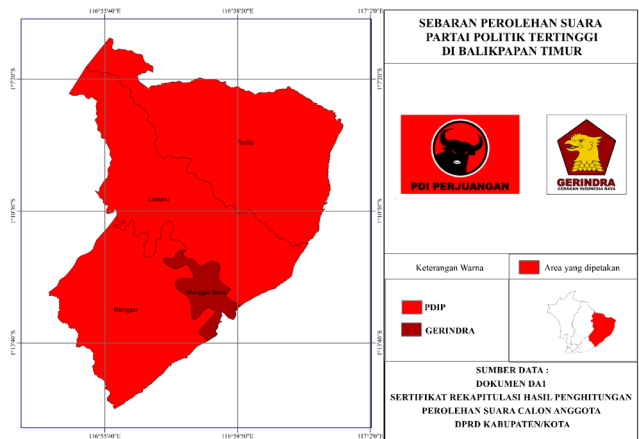 116°55'40"E
116°58'50"E
117°2'0"E
SEBARAN PEROLEHAN SUARA
PARTAI POLITIK TERTINGGI
DI BALIKPAPAN TIMUR
1°7'20"S
1°7'20"S
Teritip
PDI PERJUANGAN
GERINDRA
GERAKAN INDONESIA RAYA
Lamaru
1°10'30"S
1°10'30"S
Keterangan Warna
Area yang dipetakan
Manggar Baru
Manggar
PDIP
GERINDRA
1°13'40"S
1°13'40"S
SUMBER DATA :
DOKUMEN DA1
SERTIFIKAT REKAPITULASI HASIL PENGHITUNGAN
PEROLEHAN SUARA CALON ANGGOTA
DPRD KABUPATEN/KOTA
116°55'40"E
116°58'50"E
117°2'0"E